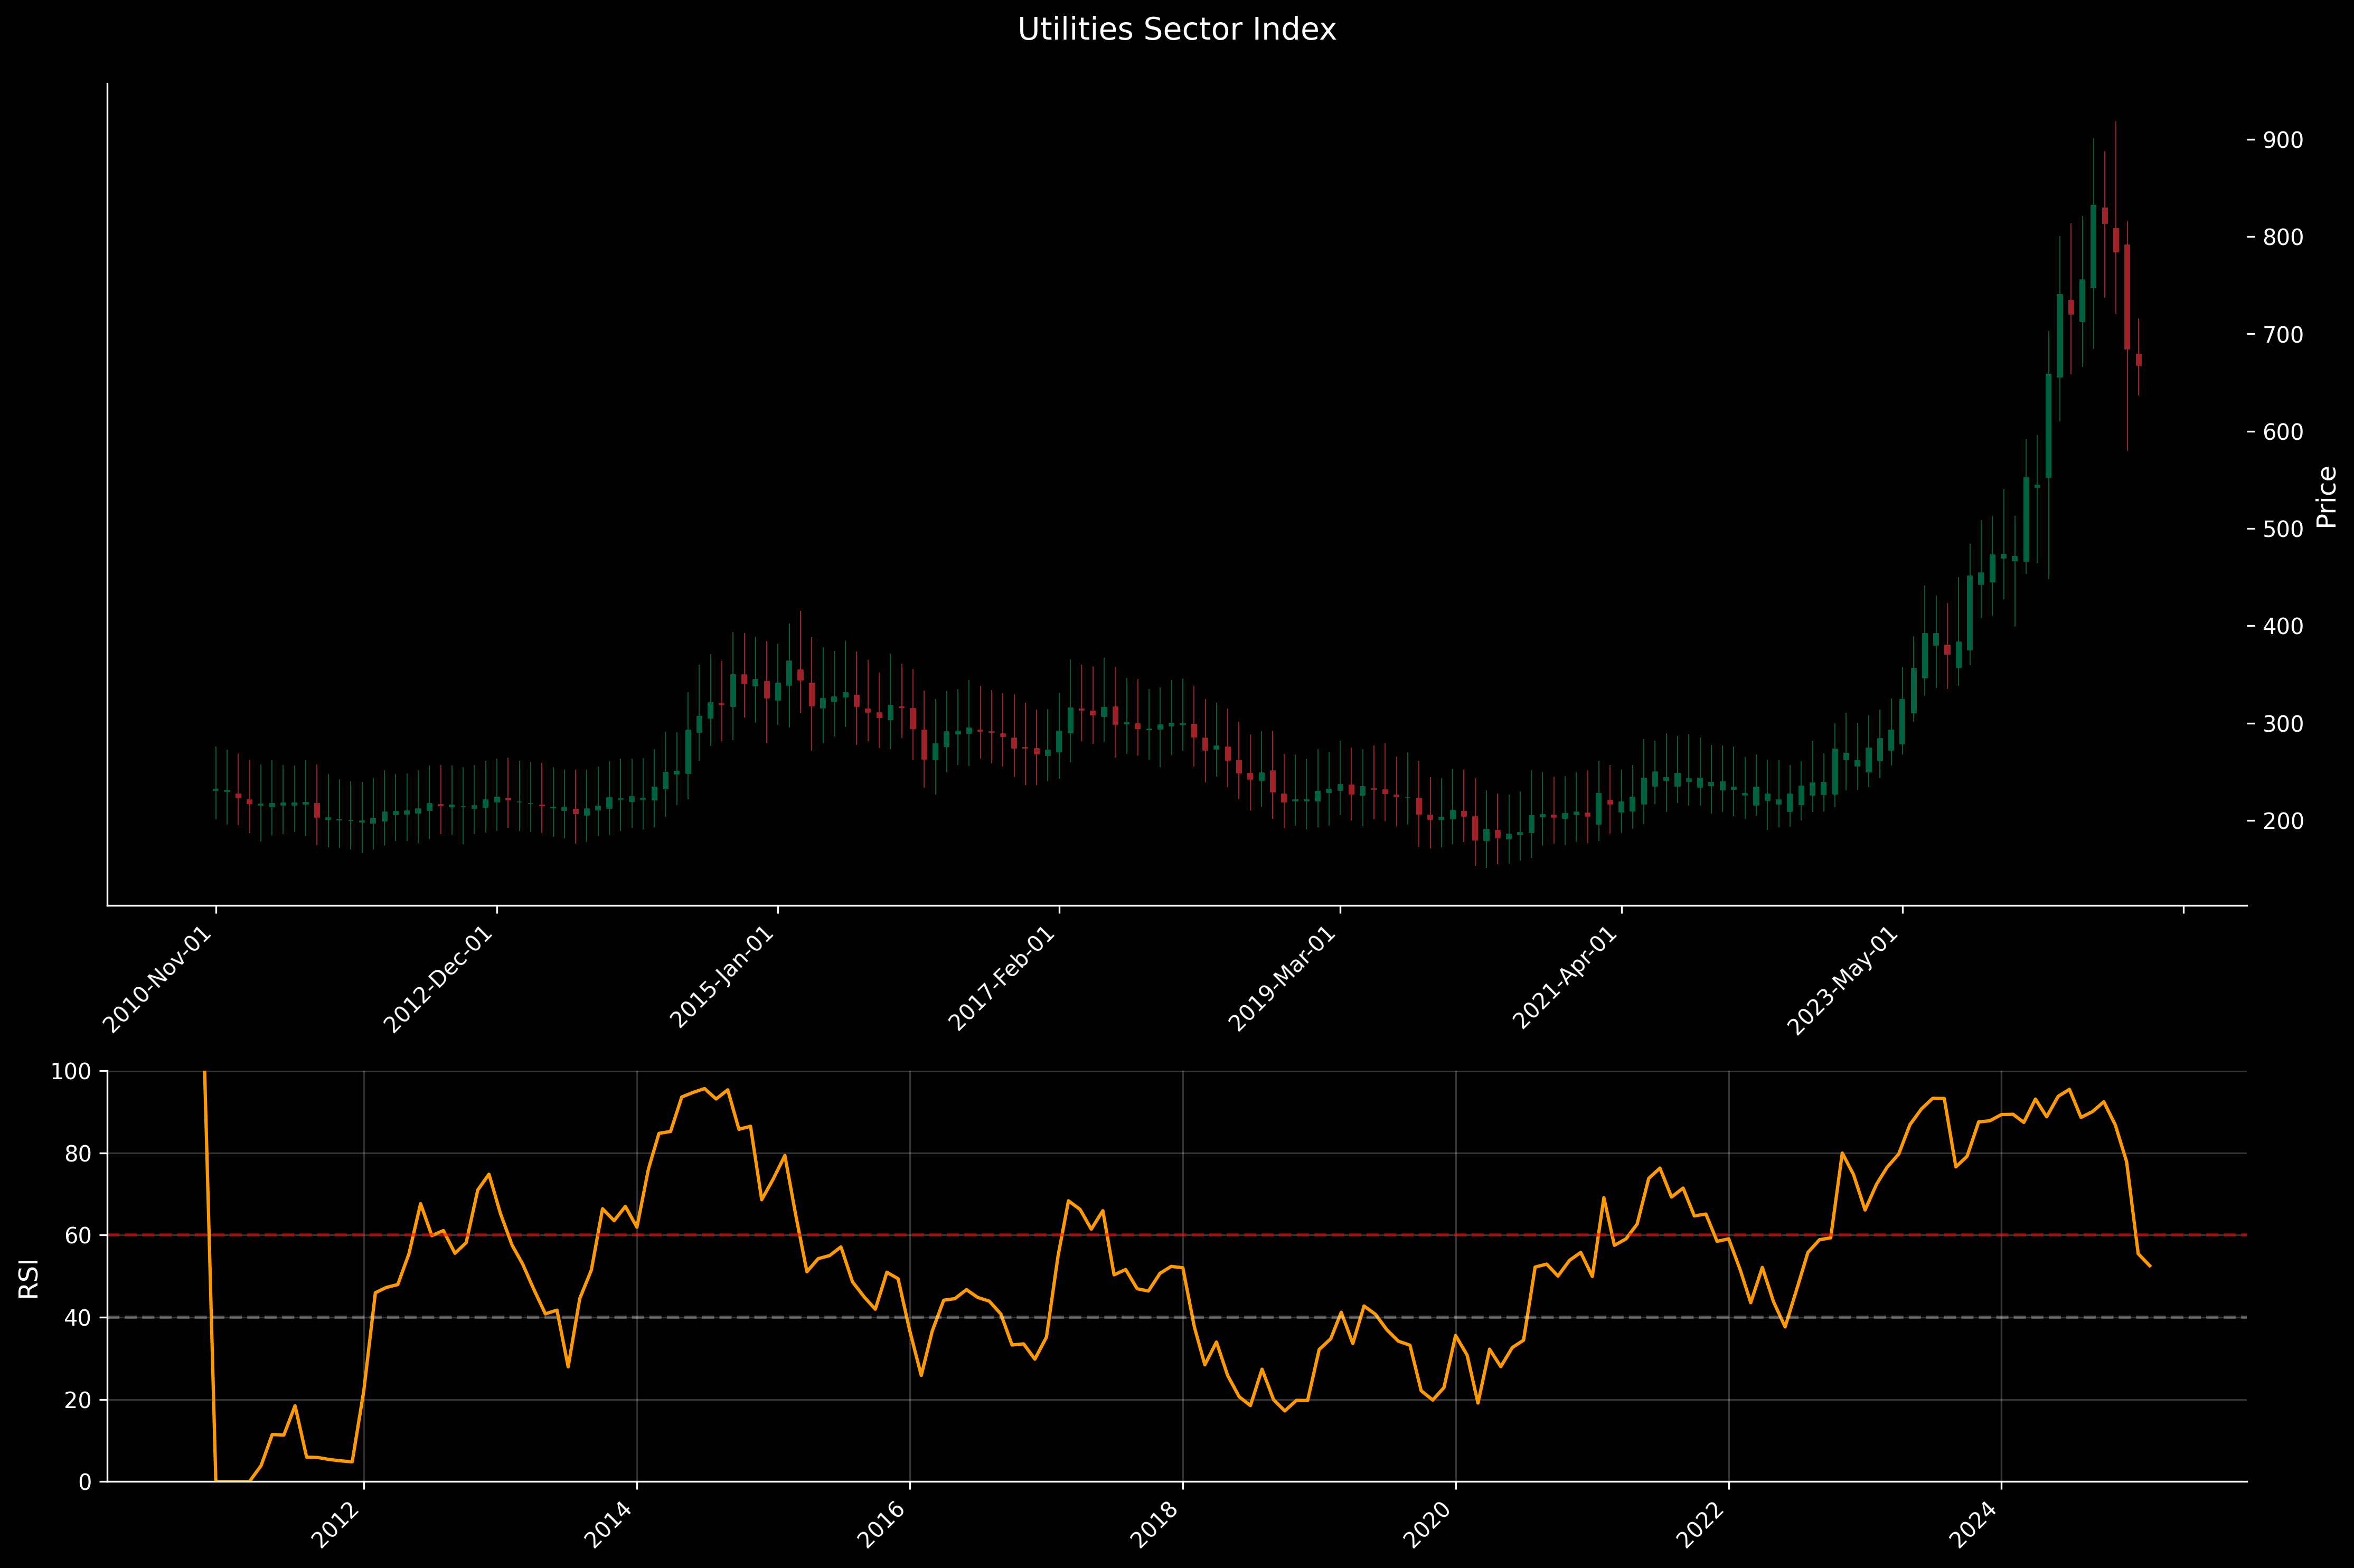 Utilities Sector Index
900
800
700
600
500
400
300
200
Price
2010-Nov-01
2012-Dec-01
2015-Jan-01
2017-Feb-01
2019-Mar-01
2021-Apr-01
2023-May-01
100
80
60
40
20
0
RSI
2012
2014
2016
2018
2020
2022
2024